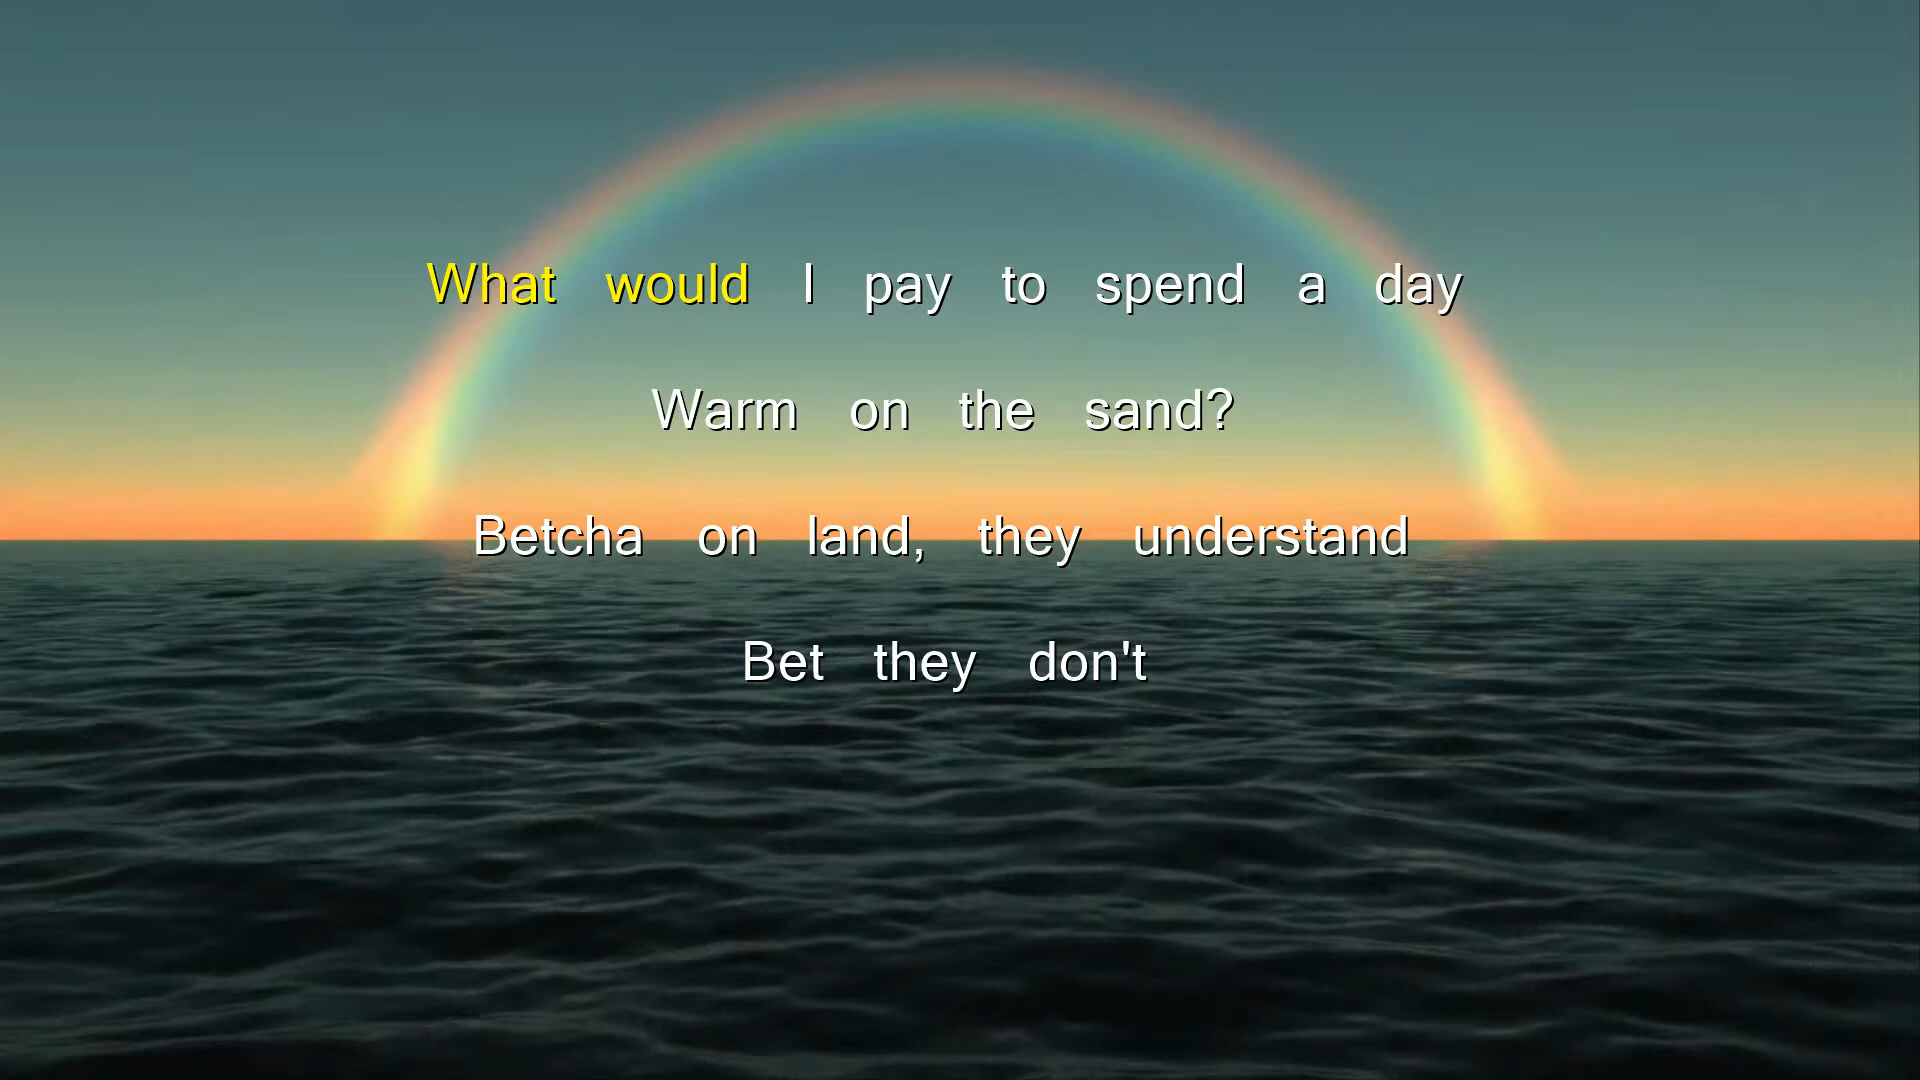 What would I pay to spend a day
Warm on the sand?
Betcha on land, they understand
Bet they don't